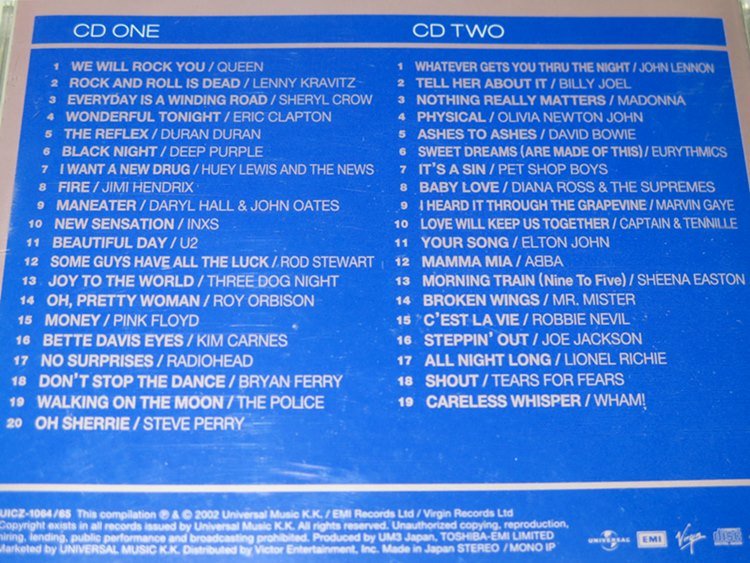 CD ONE
1 WE WILL ROCK YOU / QUEEN
2 ROCK AND ROLL IS DEAD / LENNY KRAVITZ
3 EVERYDAY IS A WINDING ROAD / SHERYL CROW
4 WONDERFUL TONIGHT / ERIC CLAPTON
5 THE REFLEX / DURAN DURAN
6 BLACK NIGHT / DEEP PURPLE
7 I WANT A NEW DRUG / HUEY LEWIS AND THE NEWS
8 FIRE / JIMI HENDRIX
9 MANEATER / DARYL HALL & JOHN OATES
10 NEW SENSATION / INXS
11 BEAUTIFUL DAY / U2
12 SOME GUYS HAVE ALL THE LUCK / ROD STEWART
13 JOY TO THE WORLD / THREE DOG NIGHT
14 OH, PRETTY WOMAN / ROY ORBISON
15 MONEY / PINK FLOYD
16 BETTE DAVIS EYES / KIM CARNES
17 NO SURPRISES / RADIOHEAD
18 DON'T STOP THE DANCE / BRYAN FERRY
19 WALKING ON THE MOON / THE POLICE
20 OH SHERRIE / STEVE PERRY
CD TWO
1 WHATEVER GETS YOU THRU THE NIGHT / JOHN LENNON
2 TELL HER ABOUT IT / BILLY JOEL
3 NOTHING REALLY MATTERS / MADONNA
4 PHYSICAL / OLIVIA NEWTON JOHN
5 ASHES TO ASHES / DAVID BOWIE
6 SWEET DREAMS (ARE MADE OF THIS) / EURYTHMICS
7 IT'S A SIN / PET SHOP BOYS
8 BABY LOVE / DIANA ROSS & THE SUPREMES
9 I HEARD IT THROUGH THE GRAPEVINE / MARVIN GAYE
10 LOVE WILL KEEP US TOGETHER / CAPTAIN & TENNILLE
11 YOUR SONG / ELTON JOHN
12 MAMMA MIA / ABBA
13 MORNING TRAIN (Nine To Five) / SHEENA EASTON
14 BROKEN WINGS / MR. MISTER
15 C'EST LA VIE / ROBBIE NEVIL
16 STEPPIN' OUT / JOE JACKSON
17 ALL NIGHT LONG / LIONEL RICHIE
18 SHOUT / TEARS FOR FEARS
19 CARELESS WHISPER / WHAM!
UICZ-1064/65 This compilation ℗ & © 2002 Universal Music K.K. / EMI Records Ltd / Virgin Records Ltd
Copyright exists in all records issued by Universal Music K.K. All rights reserved. Unauthorized copying, reproduction,
hiring, lending, public performance and broadcasting prohibited. Produced by UM3 Japan, TOSHIBA-EMI LIMITED
Marketed by UNIVERSAL MUSIC K.K. Distributed by Victor Entertainment, Inc. Made in Japan STEREO / MONO IP
UNIVERSAL
EMI
Virgin